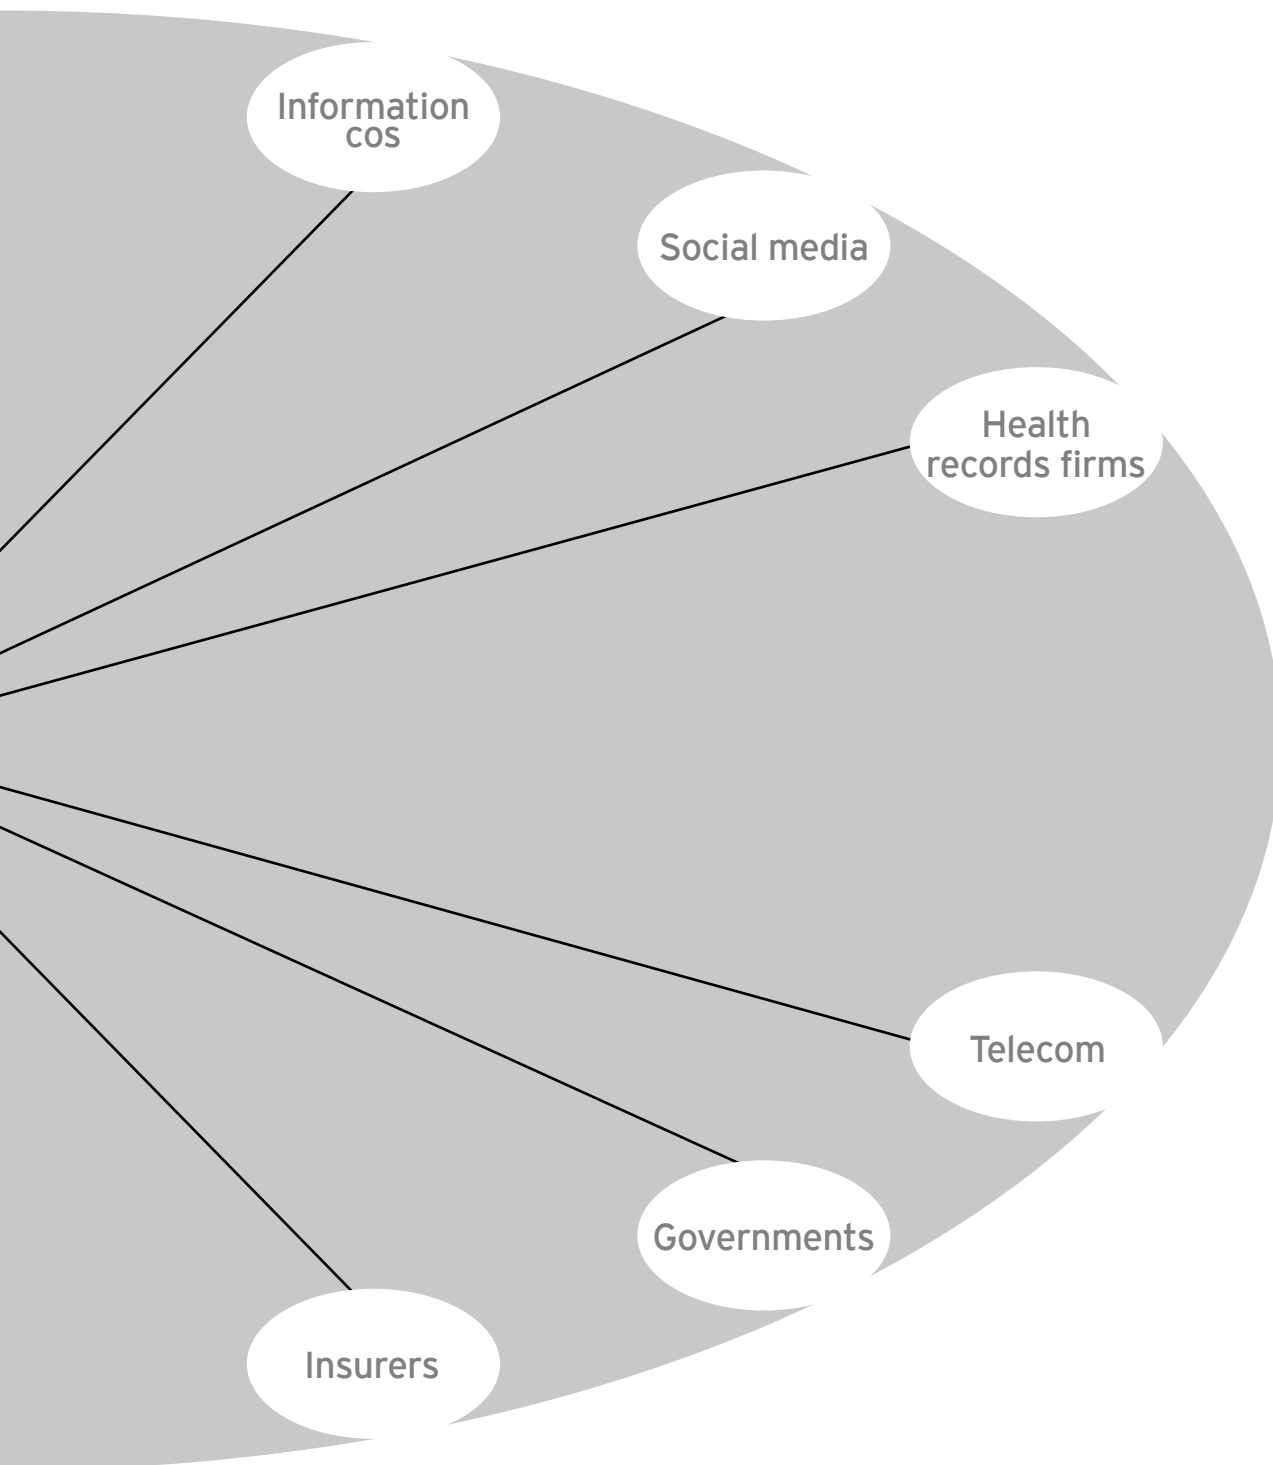 Information
cos
Social media
Health
records firms
Telecom
Governments
Insurers